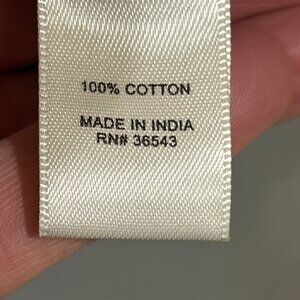 100% COTTON
MADE IN INDIA
RN# 36543